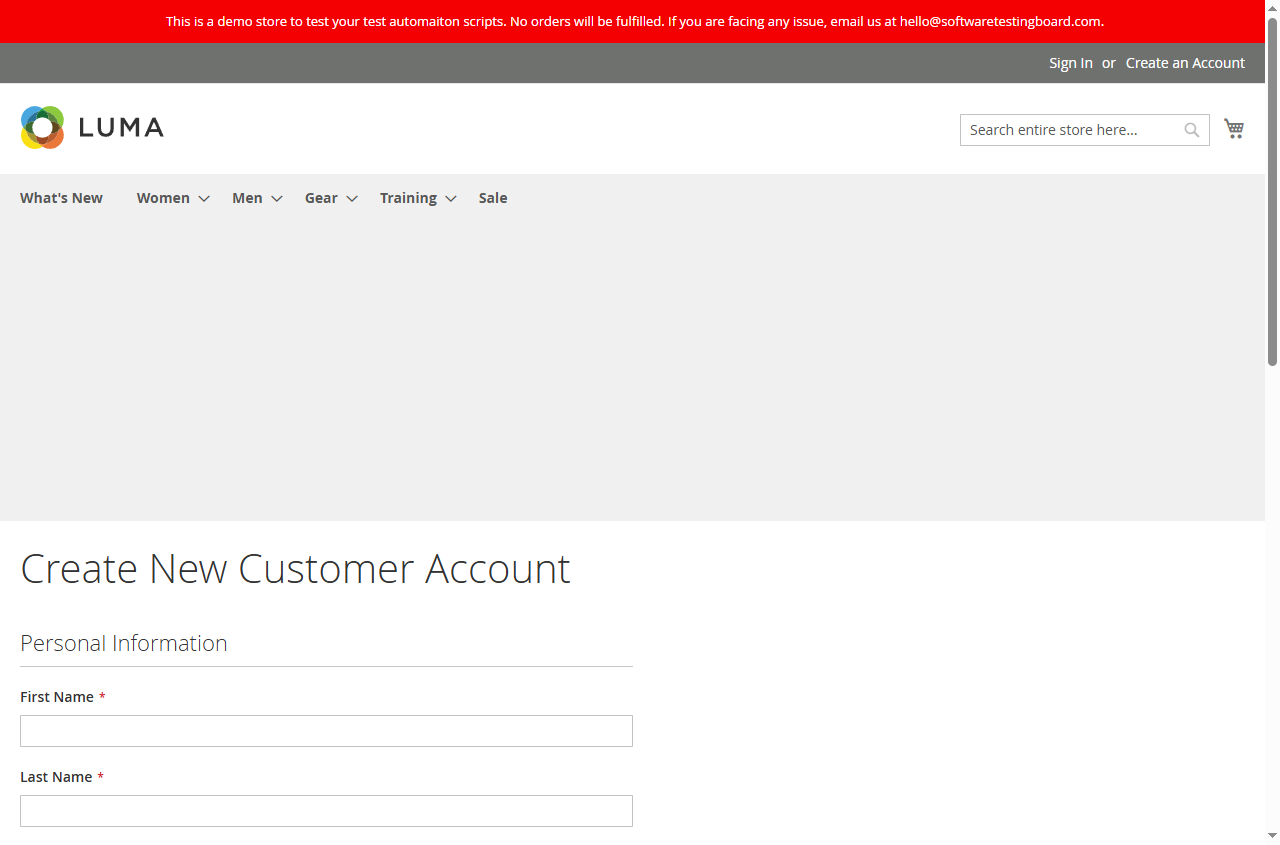 This is a demo store to test your test automaiton scripts. No orders will be fulfilled. If you are facing any issue, email us at hello@softwaretestingboard.com.
Sign In or Create an Account
LUMA
Search entire store here...
What's New Women Men Gear Training Sale
Create New Customer Account
Personal Information
First Name *
Last Name *